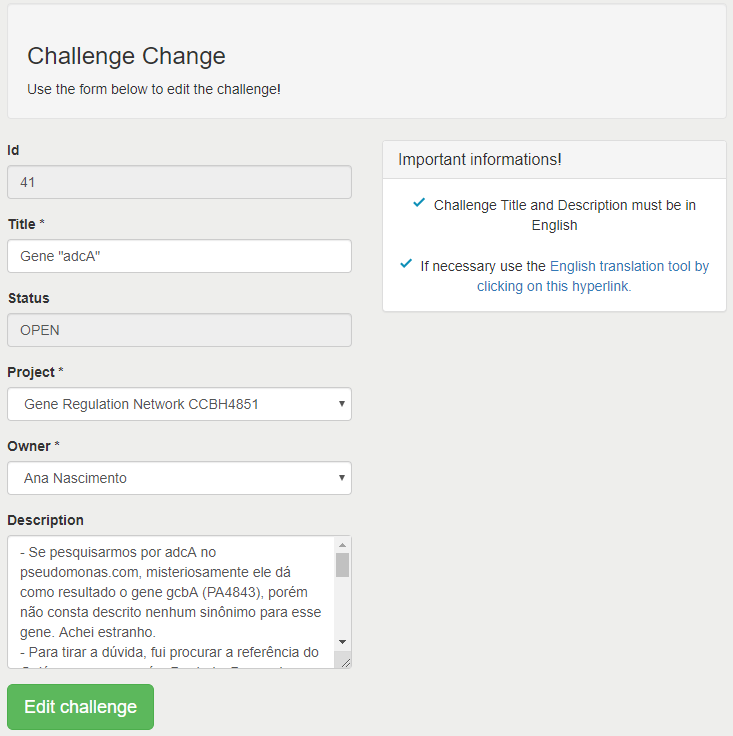 Challenge Change
Use the form below to edit the challenge!
Id
41
Title *
Gene "adcA"
Status
OPEN
Project *
Gene Regulation Network CCBH4851
Owner *
Ana Nascimento
Description
- Se pesquisarmos por adcA no
pseudomonas.com, misteriosamente ele dá
como resultado o gene gcbA (PA4843), porém
não consta descrito nenhum sinônimo para esse
gene. Achei estranho.
- Para tirar a dúvida, fui procurar a referência do
Edit challenge
Important informations!
Challenge Title and Description must be in
English
If necessary use the English translation tool by
clicking on this hyperlink.